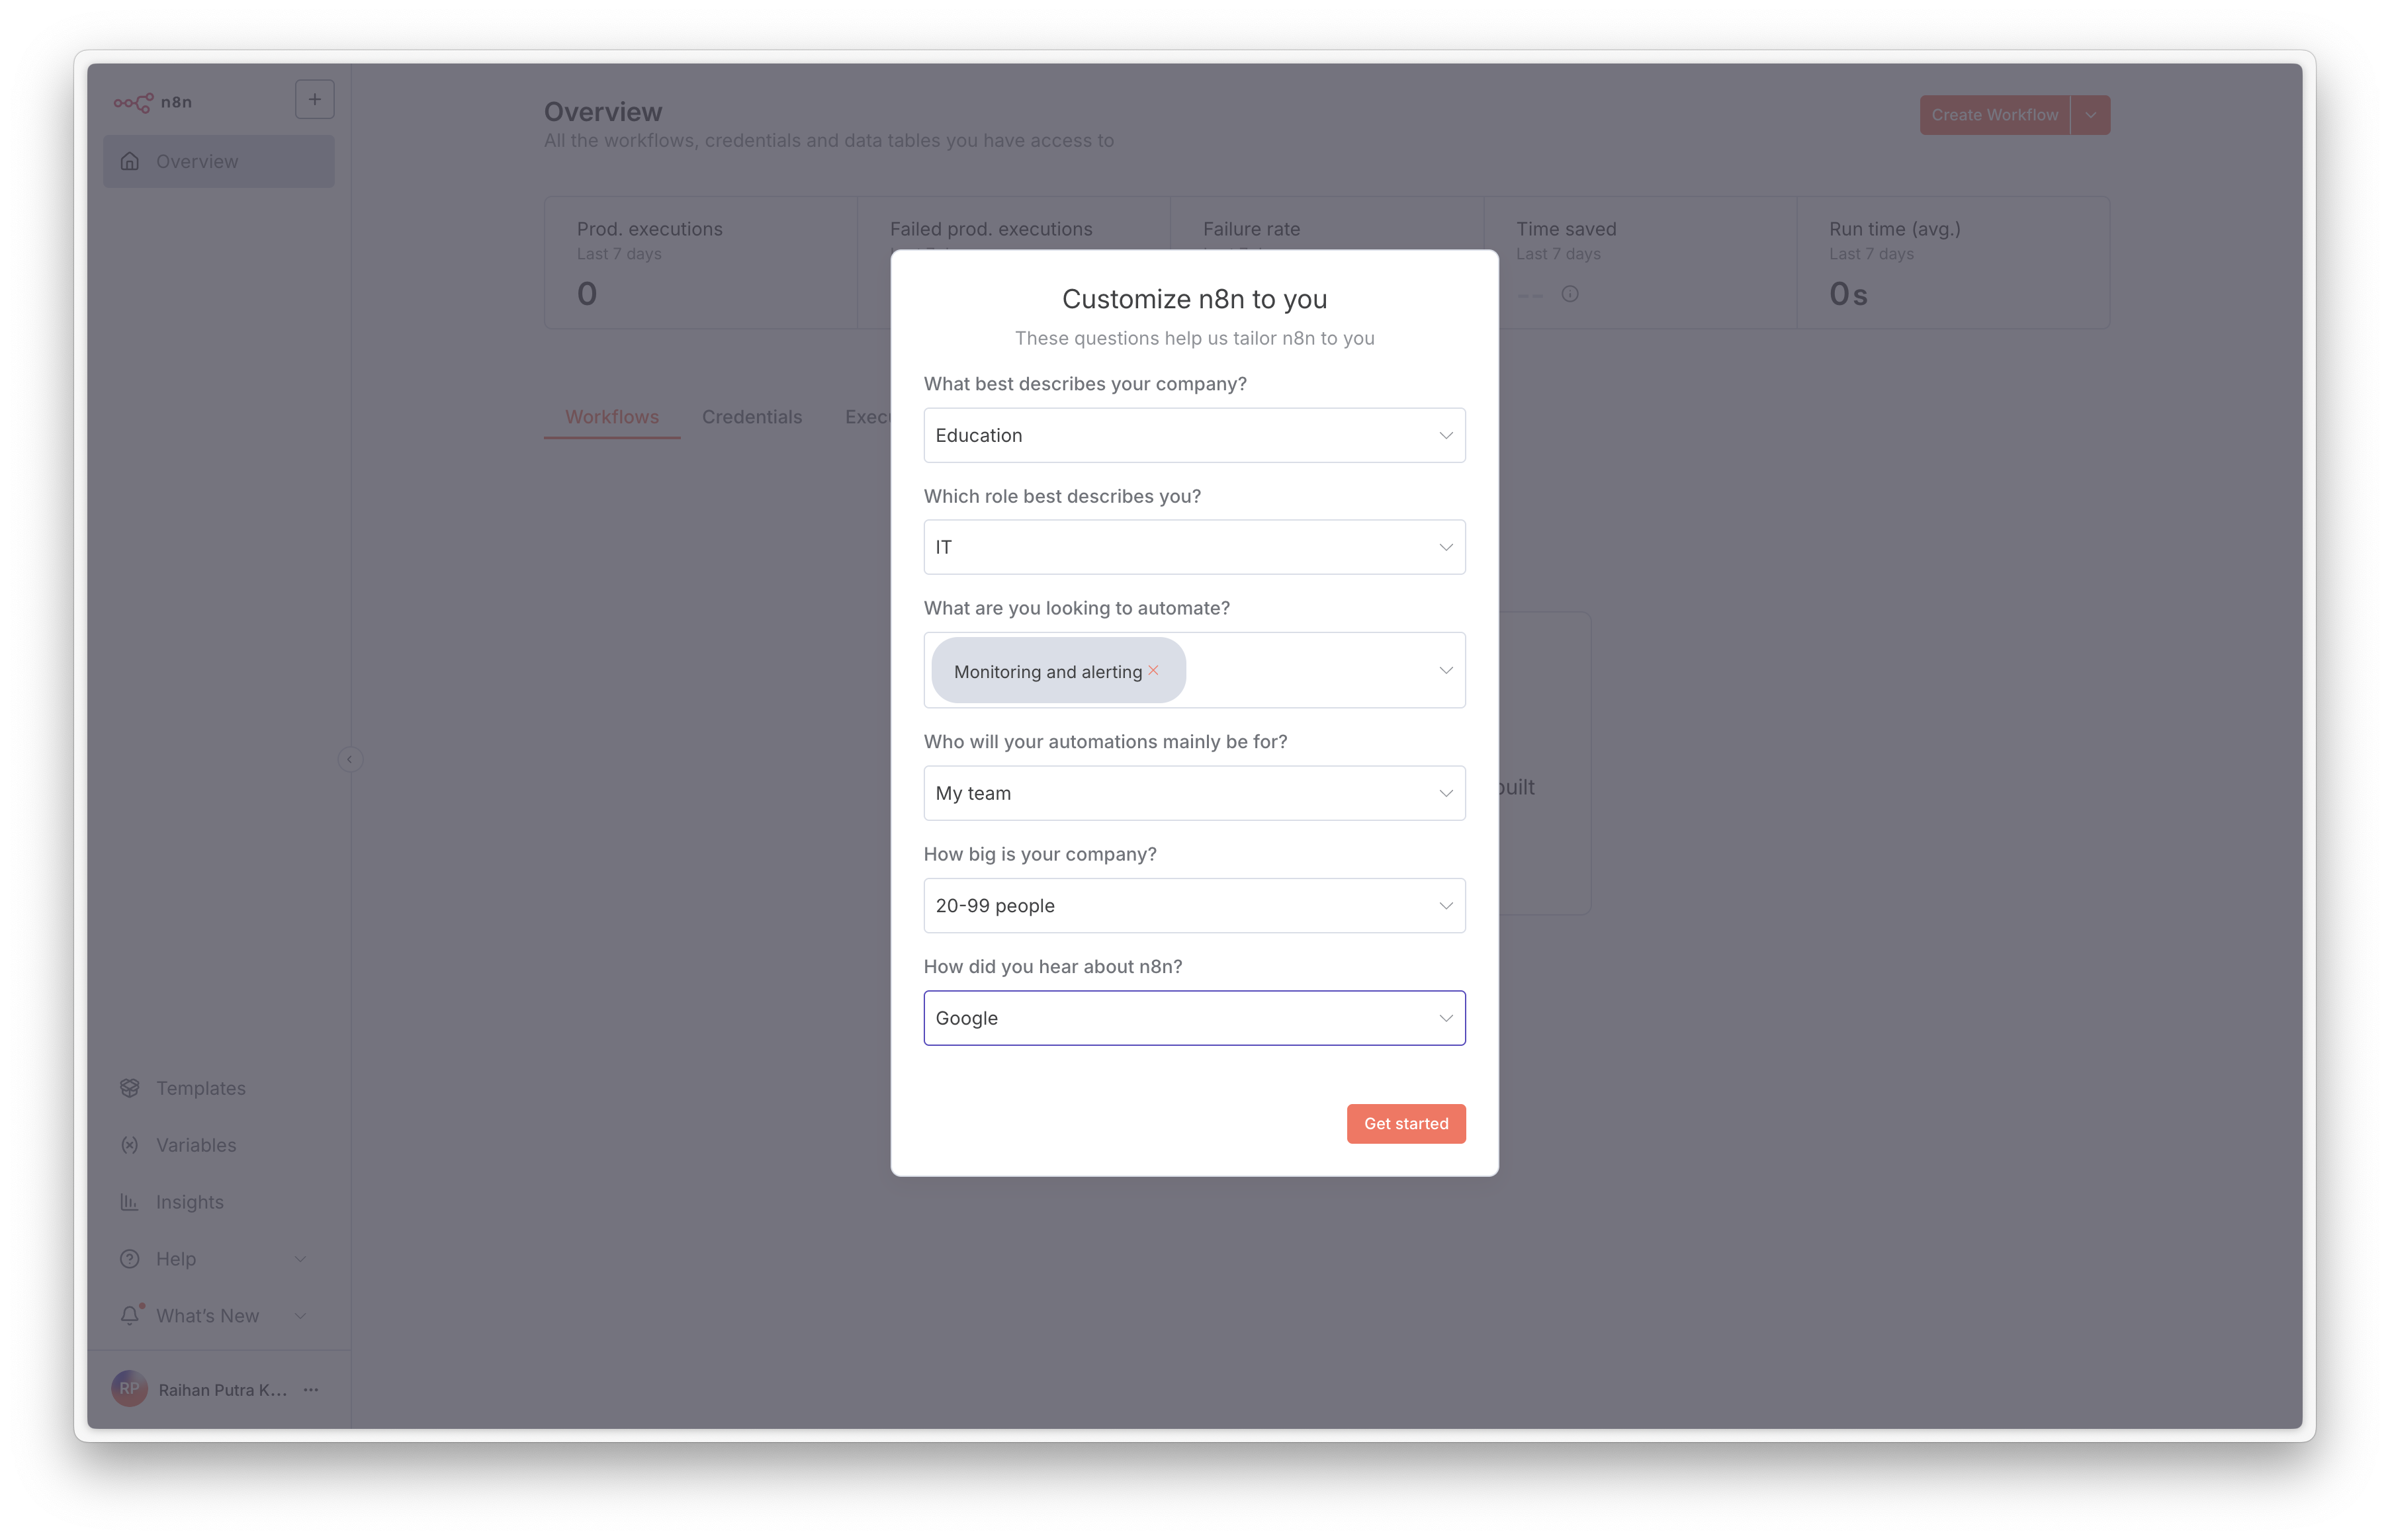 n8n
+
Overview
Overview
All the workflows, credentials and data tables you have access to
Create Workflow
Prod. executions
Last 7 days
0
Failed prod. executions
Failure rate
Time saved
Last 7 days
--
Run time (avg.)
Last 7 days
0s
Workflows
Credentials
Customize n8n to you
These questions help us tailor n8n to you
What best describes your company?
Education
Which role best describes you?
IT
What are you looking to automate?
Monitoring and alerting
Who will your automations mainly be for?
My team
How big is your company?
20-99 people
How did you hear about n8n?
Google
Get started
Templates
Variables
Insights
Help
What's New
RP
Raihan Putra K...